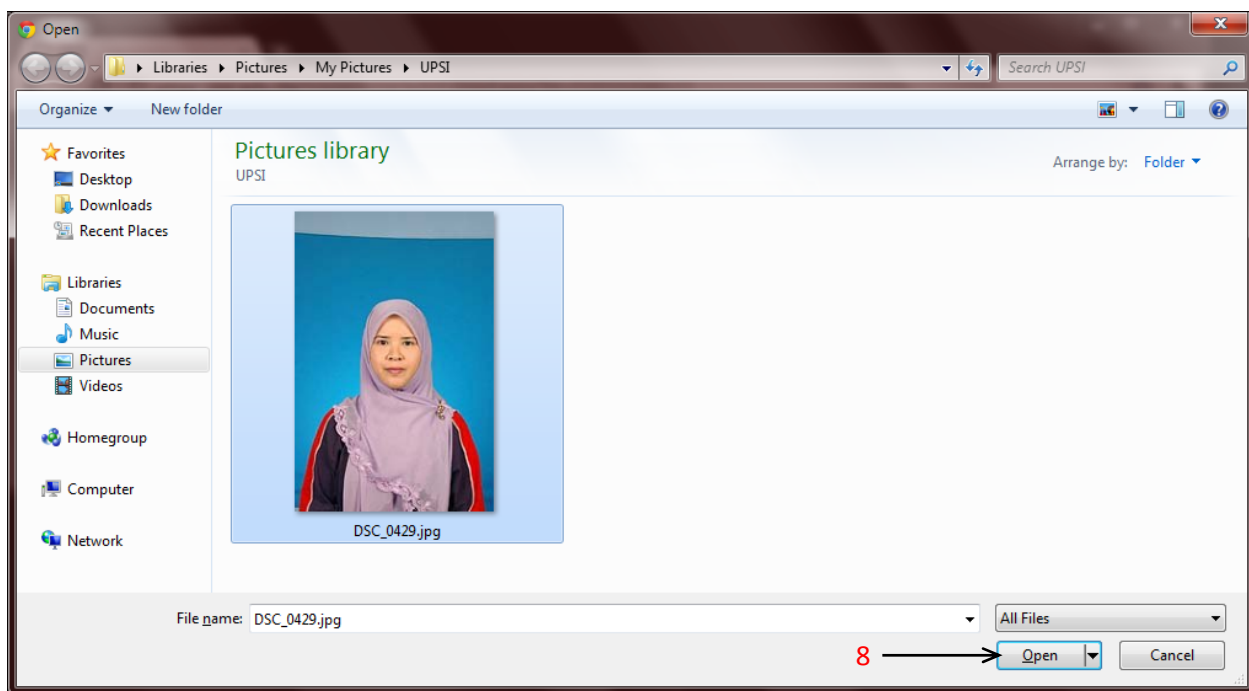 Open
Libraries Pictures My Pictures UPSI
Search UPSI
Organize New folder
Favorites
Desktop
Downloads
Recent Places
Libraries
Documents
Music
Pictures
Videos
Homegroup
Computer
Network
Pictures library
UPSI
Arrange by: Folder
DSC_0429.jpg
File name: DSC_0429.jpg
All Files
8
Open
Cancel